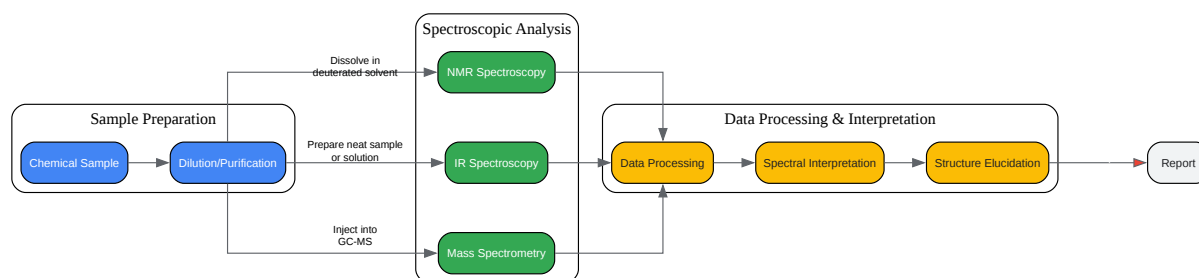 Spectroscopic Analysis
Dissolve in
deuterated solvent
NMR Spectroscopy
Sample Preparation
Data Processing & Interpretation
Chemical Sample
Dilution/Purification
Prepare neat sample
or solution
IR Spectroscopy
Data Processing
Spectral Interpretation
Structure Elucidation
Report
Inject into
GC-MS
Mass Spectrometry